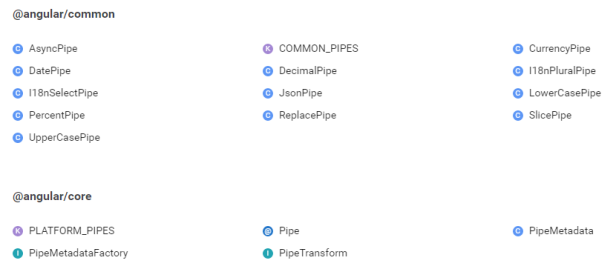 @angular/common
C AsyncPipe K COMMON_PIPES C CurrencyPipe
C DatePipe C DecimalPipe C I18nPluralPipe
C I18nSelectPipe C JsonPipe C LowerCasePipe
C PercentPipe C ReplacePipe C SlicePipe
C UpperCasePipe
@angular/core
K PLATFORM_PIPES @ Pipe C PipeMetadata
I PipeMetadataFactory I PipeTransform